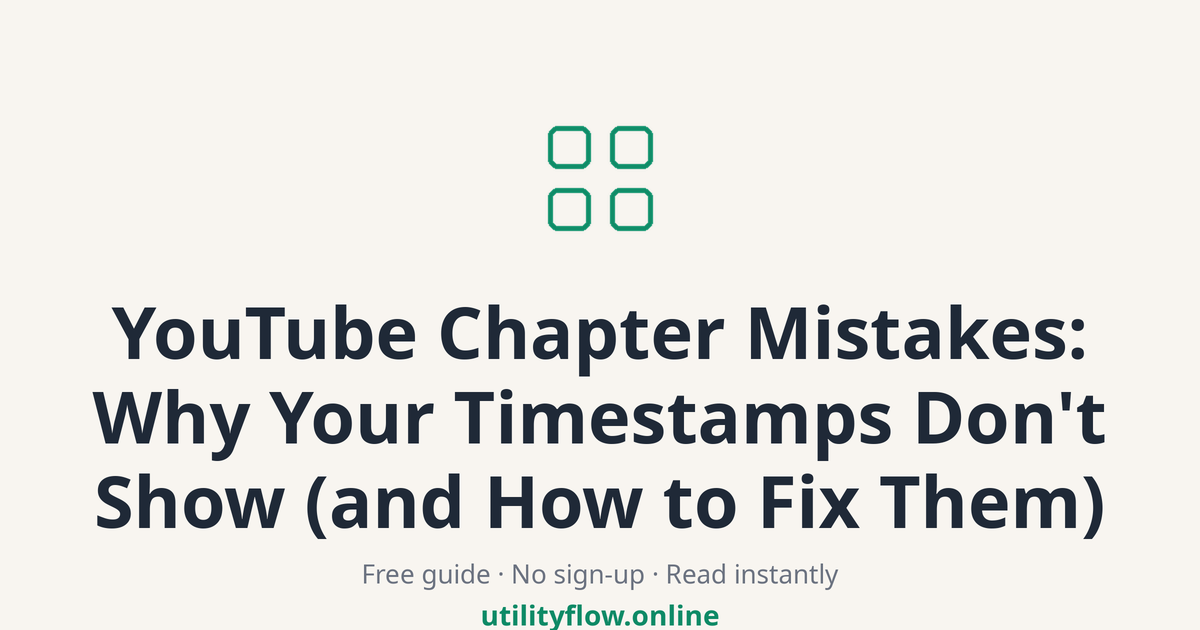 YouTube Chapter Mistakes:
Why Your Timestamps Don't
Show (and How to Fix Them)
Free guide · No sign-up · Read instantly
utilityflow.online